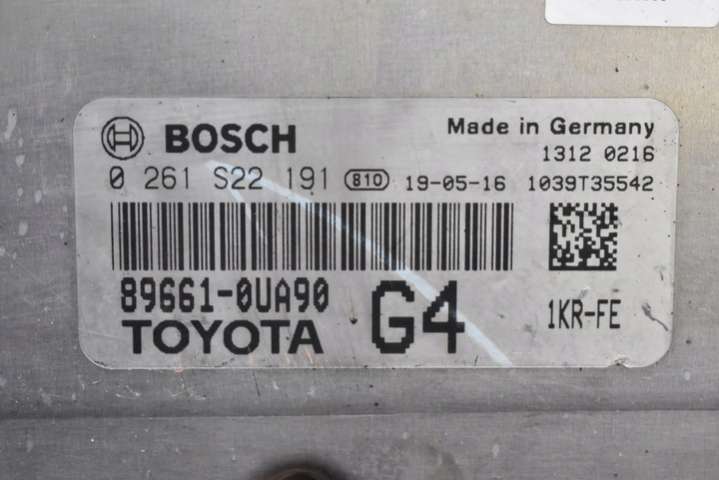 BOSCH
Made in Germany
1312 0216
0 261 S22 191 810 19-05-16 1039T35542
89661-0UA90
TOYOTA
G4
1KR-FE